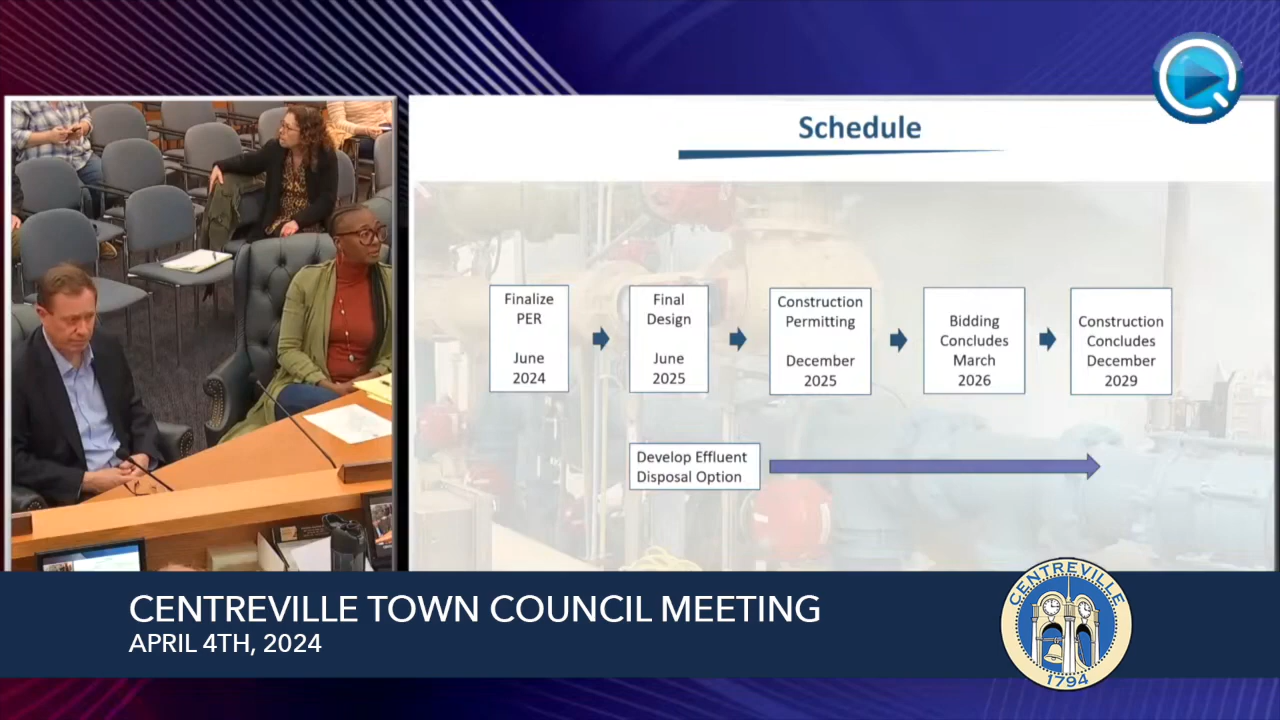 Schedule
Finalize
PER
June
2024
Final
Design
June
2025
Construction
Permitting
December
2025
Bidding
Concludes
March
2026
Construction
Concludes
December
2029
Develop Effluent
Disposal Option
CENTREVILLE TOWN COUNCIL MEETING
APRIL 4TH, 2024
CENTREVILLE
1794